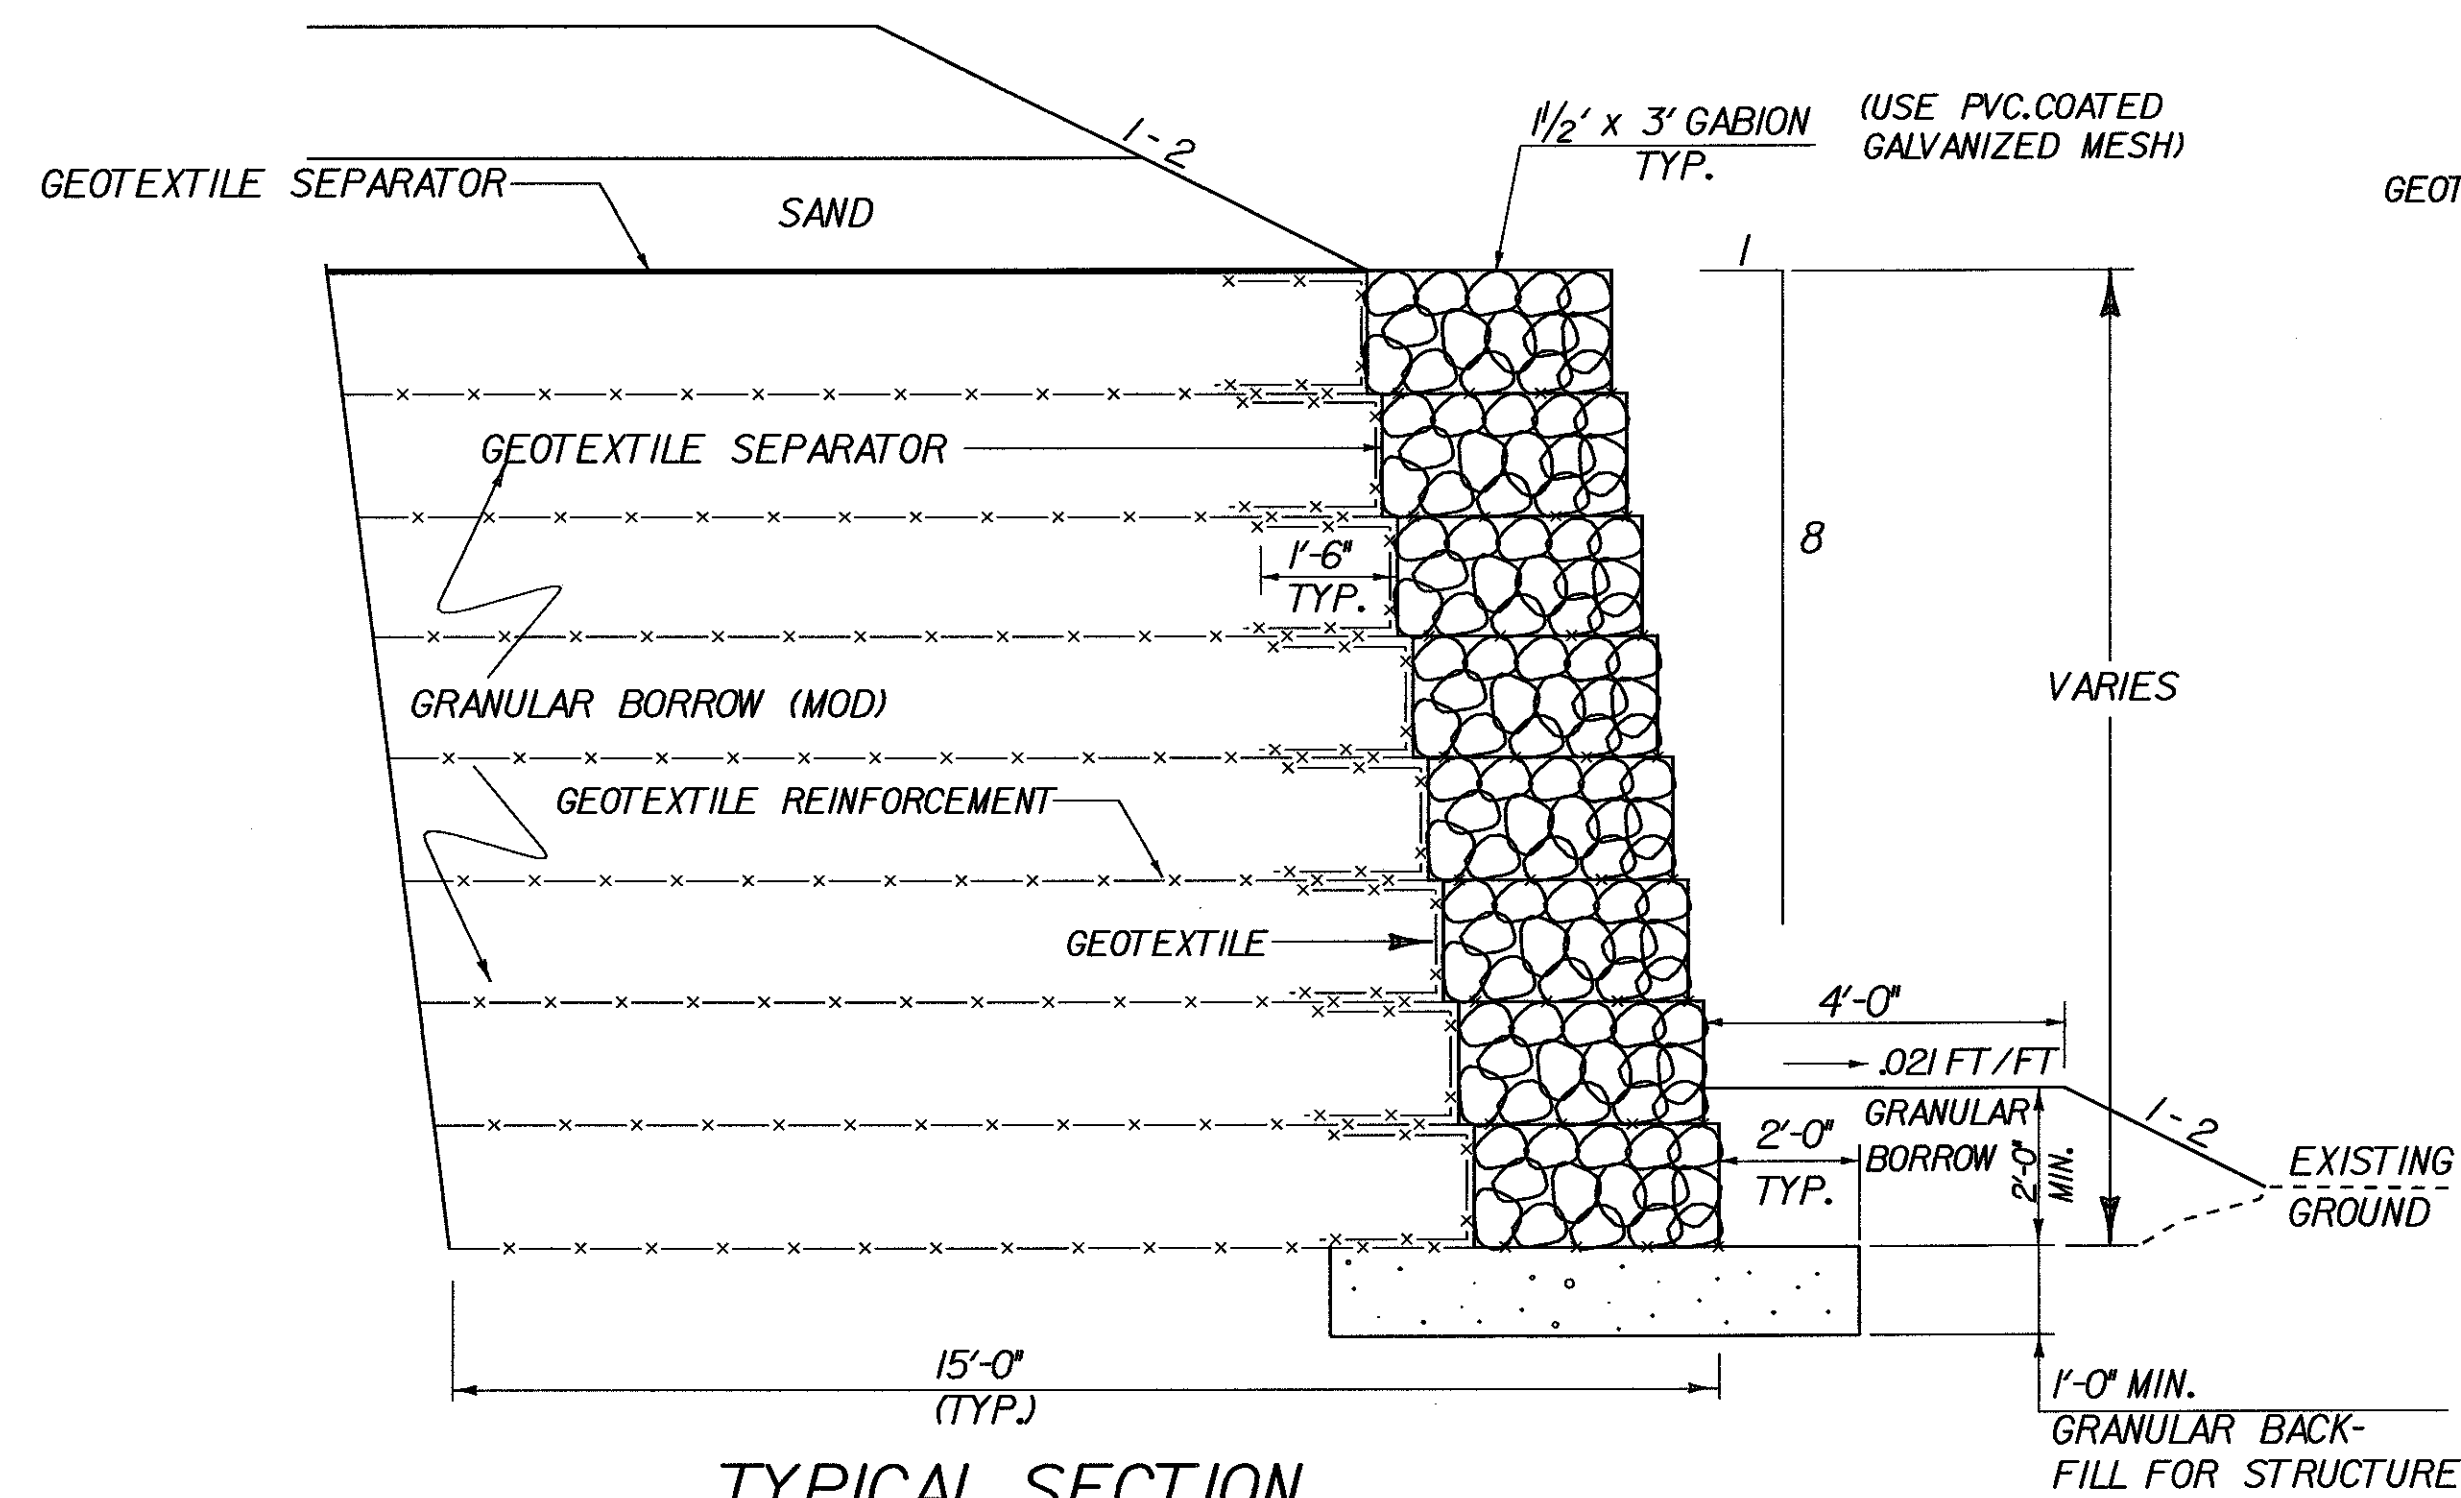 1-2
1½' x 3' GABION
TYP.
(USE PVC.COATED
GALVANIZED MESH)
GEOTEXTILE SEPARATOR
SAND
GEOT
1
GEOTEXTILE SEPARATOR
8
1'-6"
TYP.
VARIES
GRANULAR BORROW (MOD)
GEOTEXTILE REINFORCEMENT
GEOTEXTILE
4'-0"
.021 FT/FT
GRANULAR
BORROW
2'-0"
TYP.
2'-0"
MIN.
1-2
EXISTING
GROUND
15'-0"
(TYP.)
1'-0" MIN.
GRANULAR BACK-
FILL FOR STRUCTURE
TYPICAL SECTION